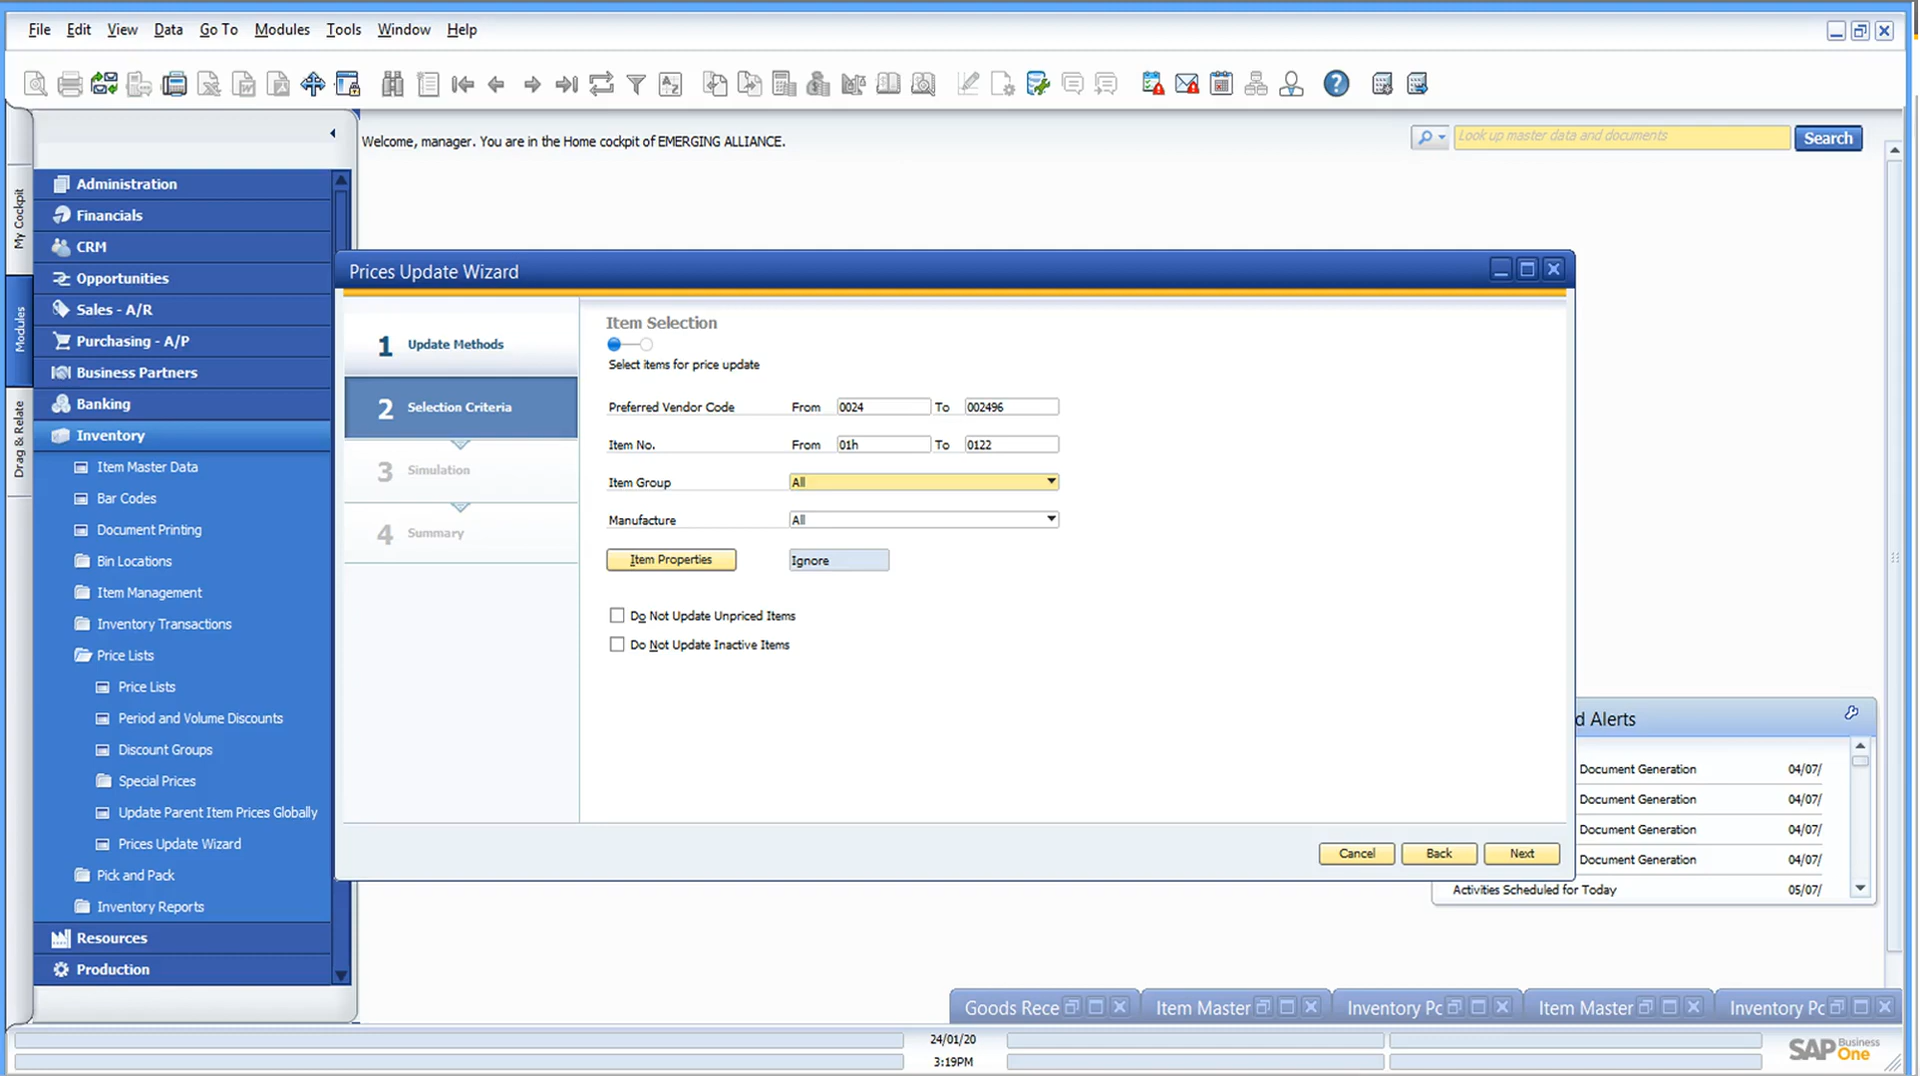 File Edit View Data Go To Modules Tools Window Help
Welcome, manager. You are in the Home cockpit of EMERGING ALLIANCE.
Look up master data and documents
Search
My Cockpit
Modules
Drag & Relate
Administration
Financials
CRM
Opportunities
Sales - A/R
Purchasing - A/P
Business Partners
Banking
Inventory
Item Master Data
Bar Codes
Document Printing
Bin Locations
Item Management
Inventory Transactions
Price Lists
Price Lists
Period and Volume Discounts
Discount Groups
Special Prices
Update Parent Item Prices Globally
Prices Update Wizard
Pick and Pack
Inventory Reports
Resources
Production
Prices Update Wizard
1 Update Methods
2 Selection Criteria
3 Simulation
4 Summary
Item Selection
Select items for price update
Preferred Vendor Code From 0024 To 002496
Item No. From 01h To 0122
Item Group All
Manufacture All
Item Properties Ignore
Do Not Update Unpriced Items
Do Not Update Inactive Items
Cancel Back Next
d Alerts
Document Generation 04/07/
Document Generation 04/07/
Document Generation 04/07/
Document Generation 04/07/
Activities Scheduled for Today 05/07/
Goods Rece Item Master Inventory Pc Item Master Inventory Pc
24/01/20
3:19PM
SAP Business One